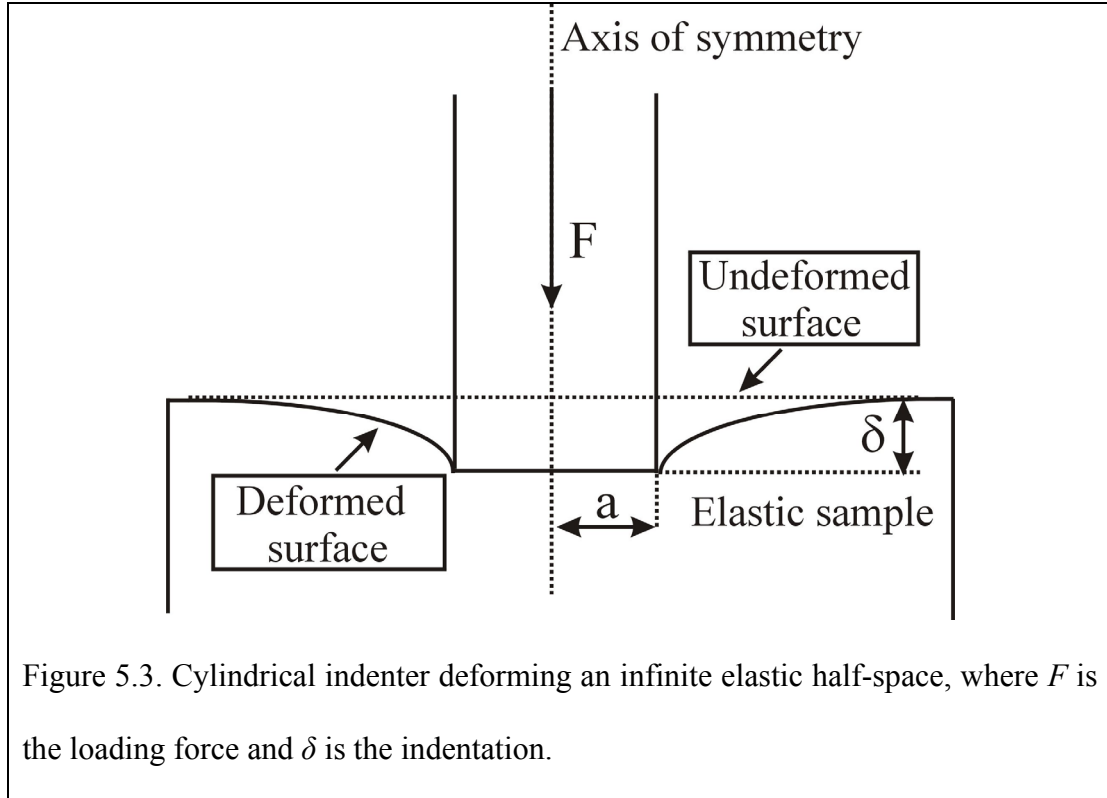 Axis of symmetry
F
Undeformed
surface
δ
Deformed
surface
a
Elastic sample
Figure 5.3. Cylindrical indenter deforming an infinite elastic half-space, where F is
the loading force and δ is the indentation.